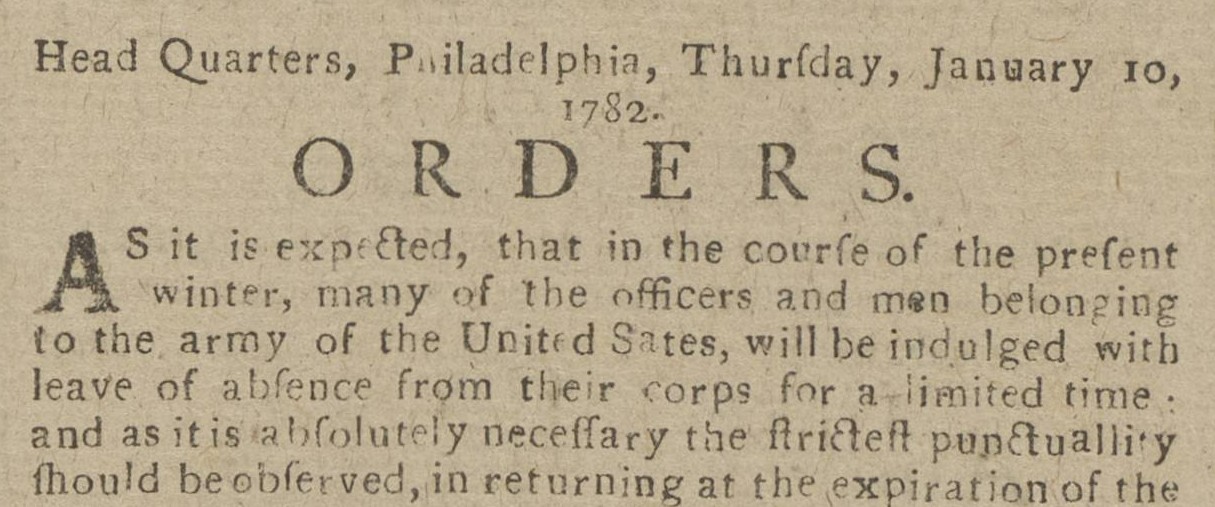 Head Quarters, Philadelphia, Thurſday, January 10,
1782.
ORDERS.
AS it is expected, that in the courſe of the preſent
winter, many of the officers and men belonging
to the army of the United Sates, will be indulged with
leave of abſence from their corps for a limited time:
and as it is abſolutely neceſſary the ſtricteſt punctuallity
ſhould be obſerved, in returning at the expiration of the